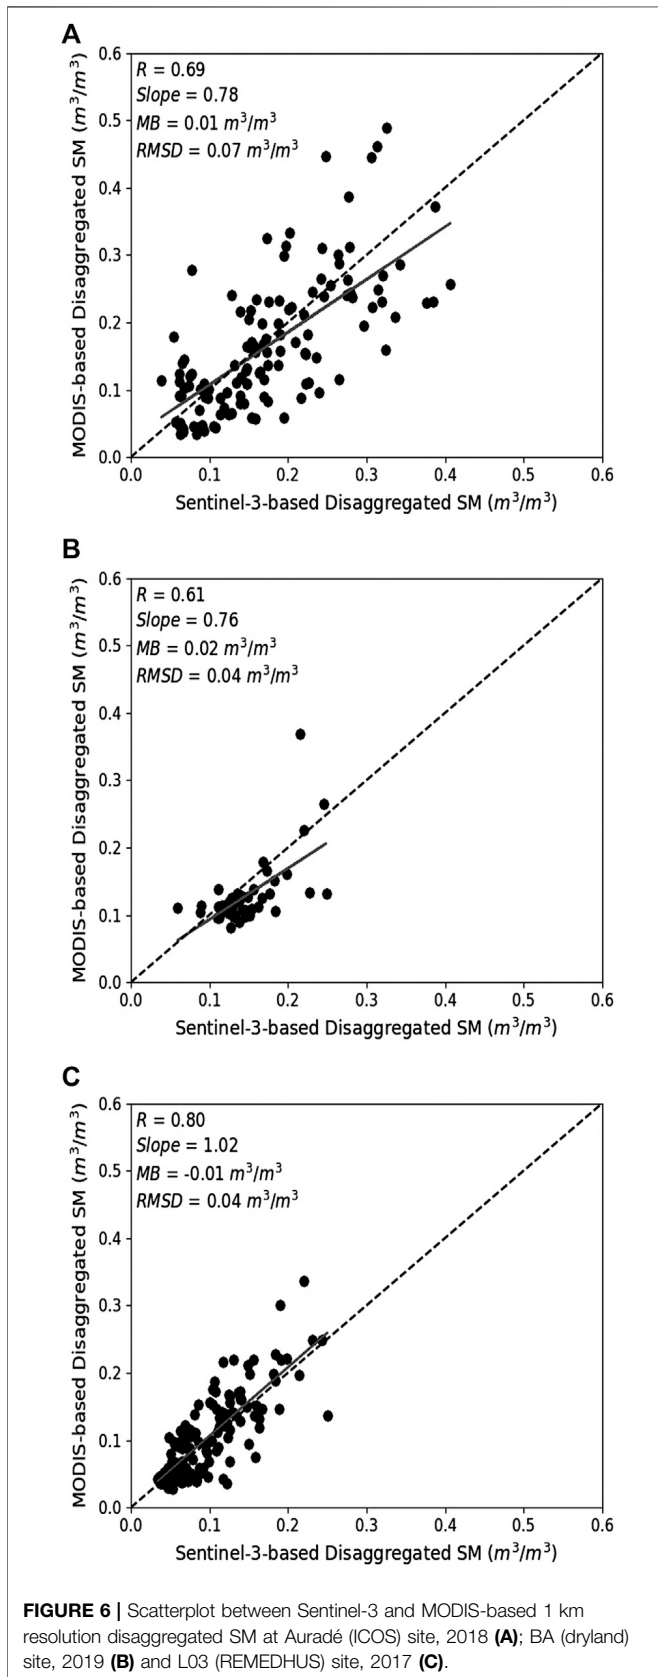 A
0.6
R = 0.69
Slope = 0.78
MB = 0.01 m³/m³
RMSD = 0.07 m³/m³
0.5
0.4
0.3
0.2
0.1
0.0
MODIS-based Disaggregated SM (m³/m³)
0.0 0.1 0.2 0.3 0.4 0.5 0.6
Sentinel-3-based Disaggregated SM (m³/m³)
B
0.6
R = 0.61
Slope = 0.76
MB = 0.02 m³/m³
RMSD = 0.04 m³/m³
0.5
0.4
0.3
0.2
0.1
0.0
MODIS-based Disaggregated SM (m³/m³)
0.0 0.1 0.2 0.3 0.4 0.5 0.6
Sentinel-3-based Disaggregated SM (m³/m³)
C
0.6
R = 0.80
Slope = 1.02
MB = -0.01 m³/m³
RMSD = 0.04 m³/m³
0.5
0.4
0.3
0.2
0.1
0.0
MODIS-based Disaggregated SM (m³/m³)
0.0 0.1 0.2 0.3 0.4 0.5 0.6
Sentinel-3-based Disaggregated SM (m³/m³)
FIGURE 6 | Scatterplot between Sentinel-3 and MODIS-based 1 km
resolution disaggregated SM at Auradé (ICOS) site, 2018 (A); BA (dryland)
site, 2019 (B) and L03 (REMEDHUS) site, 2017 (C).